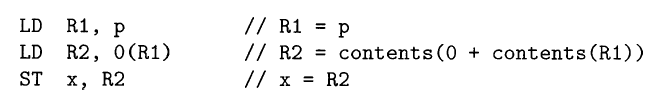 LD  R1, p          // R1 = p
LD  R2, 0(R1)      // R2 = contents(0 + contents(R1))
ST  x, R2          // x = R2